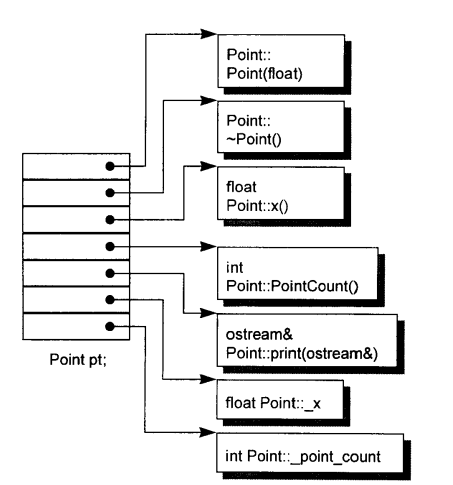 Point::
Point(float)
Point::
~Point()
float
Point::x()
int
Point::PointCount()
ostream&
Point::print(ostream&)
float Point::_x
int Point::_point_count
Point pt;